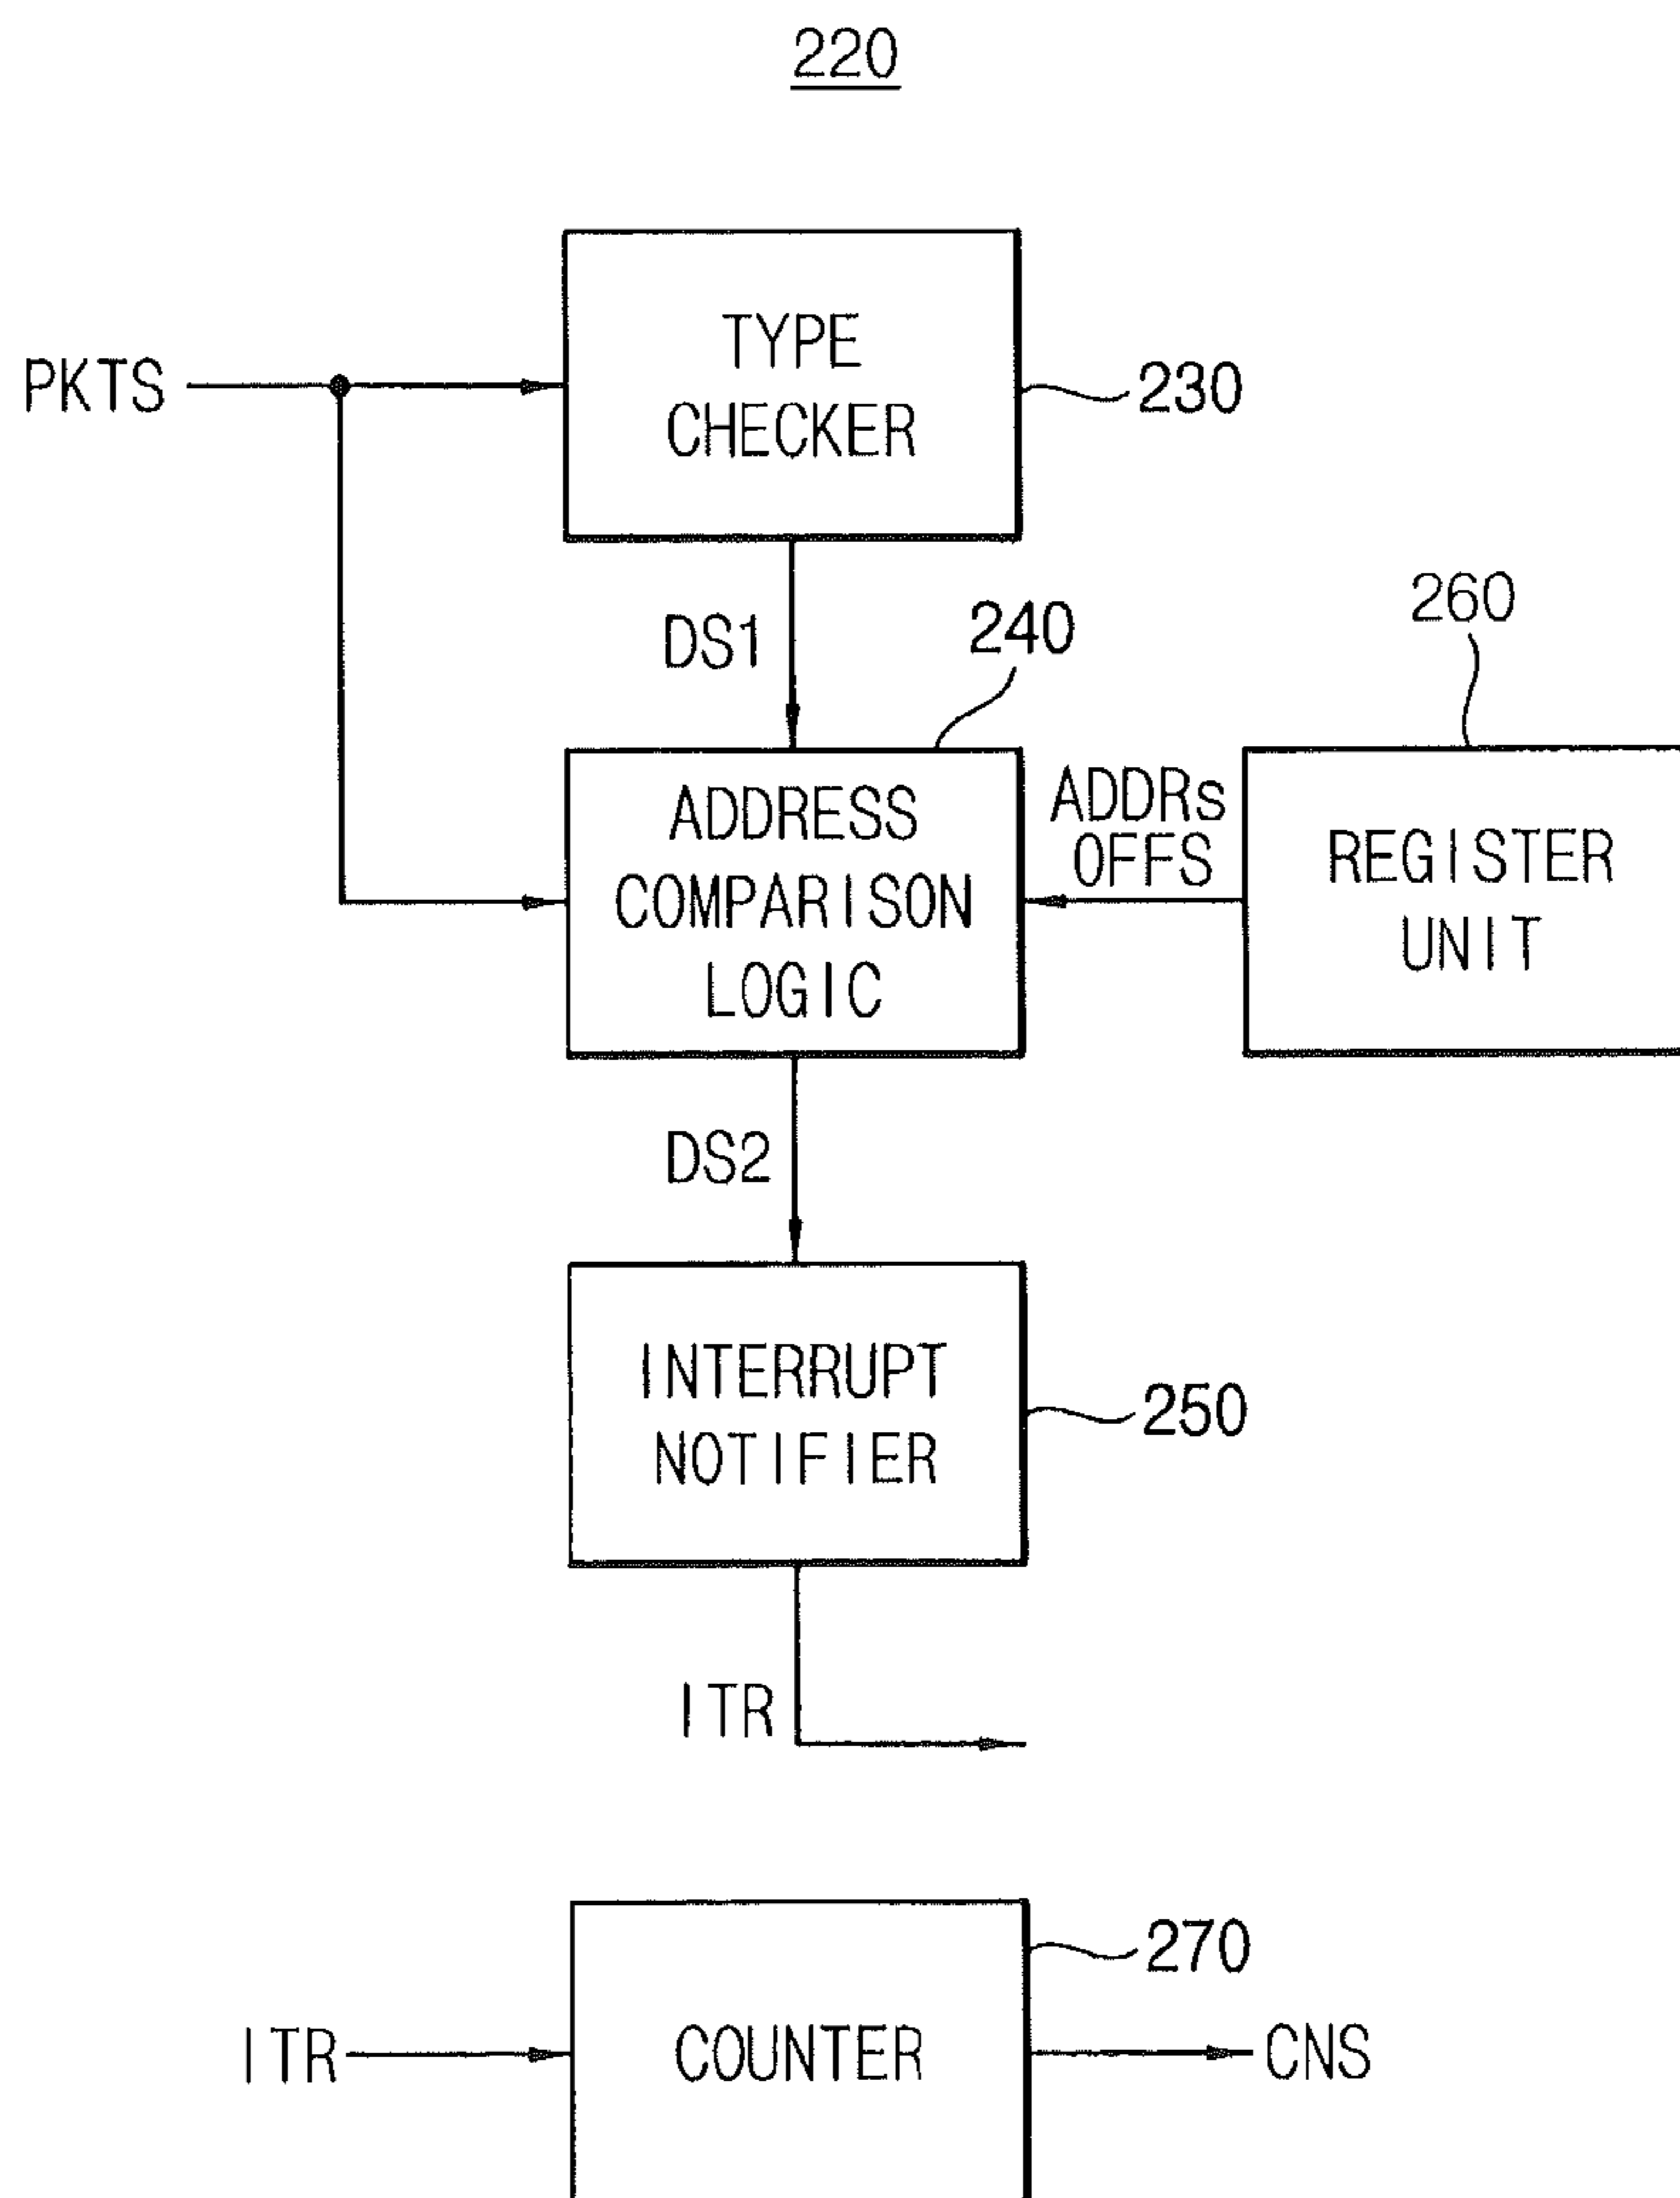 220
TYPE
CHECKER
PKTS
230
DS1
240
260
ADDRESS
COMPARISON
LOGIC
ADDRs
OFFS
REGISTER
UNIT
DS2
INTERRUPT
NOTIFIER
250
ITR
270
ITR
COUNTER
CNS